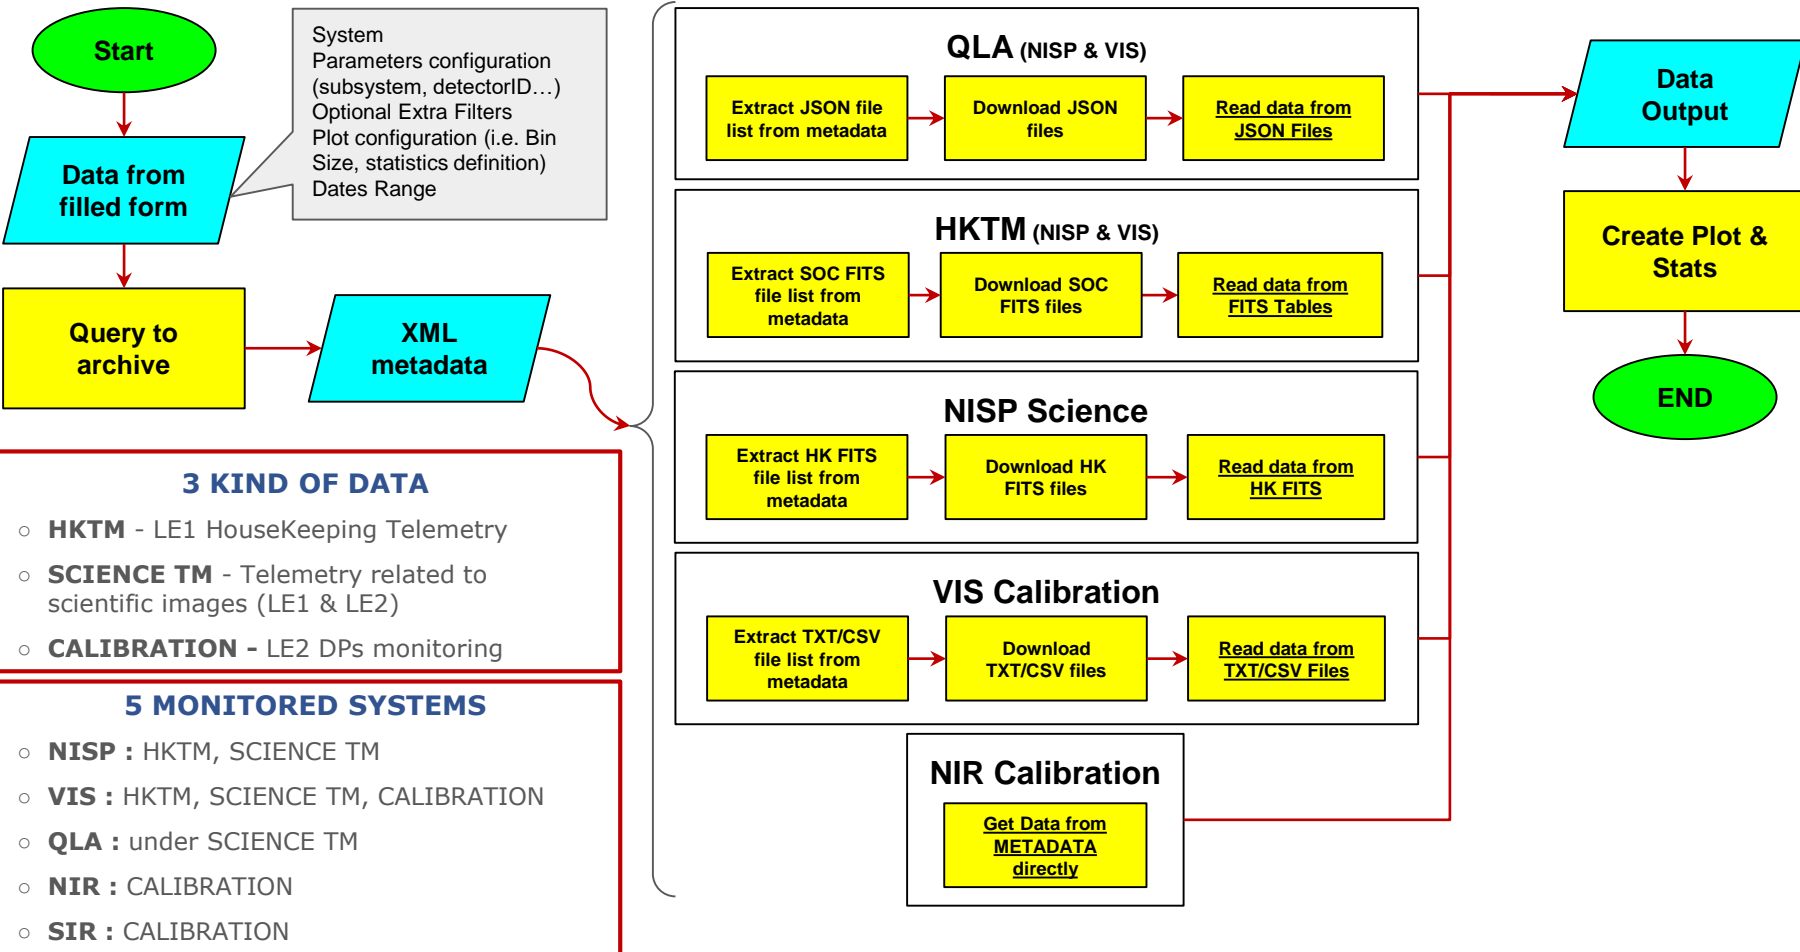 Start
System
Parameters configuration
(subsystem, detectorID…)
Optional Extra Filters
Plot configuration (i.e. Bin
Size, statistics definition)
Dates Range
Data from
filled form
Query to
archive
XML
metadata
3 KIND OF DATA
○ HKTM - LE1 HouseKeeping Telemetry
○ SCIENCE TM - Telemetry related to
scientific images (LE1 & LE2)
○ CALIBRATION - LE2 DPs monitoring
5 MONITORED SYSTEMS
○ NISP : HKTM, SCIENCE TM
○ VIS : HKTM, SCIENCE TM, CALIBRATION
○ QLA : under SCIENCE TM
○ NIR : CALIBRATION
○ SIR : CALIBRATION
QLA (NISP & VIS)
Extract JSON file
list from metadata
Download JSON
files
Read data from
JSON Files
HKTM (NISP & VIS)
Extract SOC FITS
file list from
metadata
Download SOC
FITS files
Read data from
FITS Tables
NISP Science
Extract HK FITS
file list from
metadata
Download HK
FITS files
Read data from
HK FITS
VIS Calibration
Extract TXT/CSV
file list from
metadata
Download
TXT/CSV files
Read data from
TXT/CSV Files
NIR Calibration
Get Data from
METADATA
directly
Data
Output
Create Plot &
Stats
END